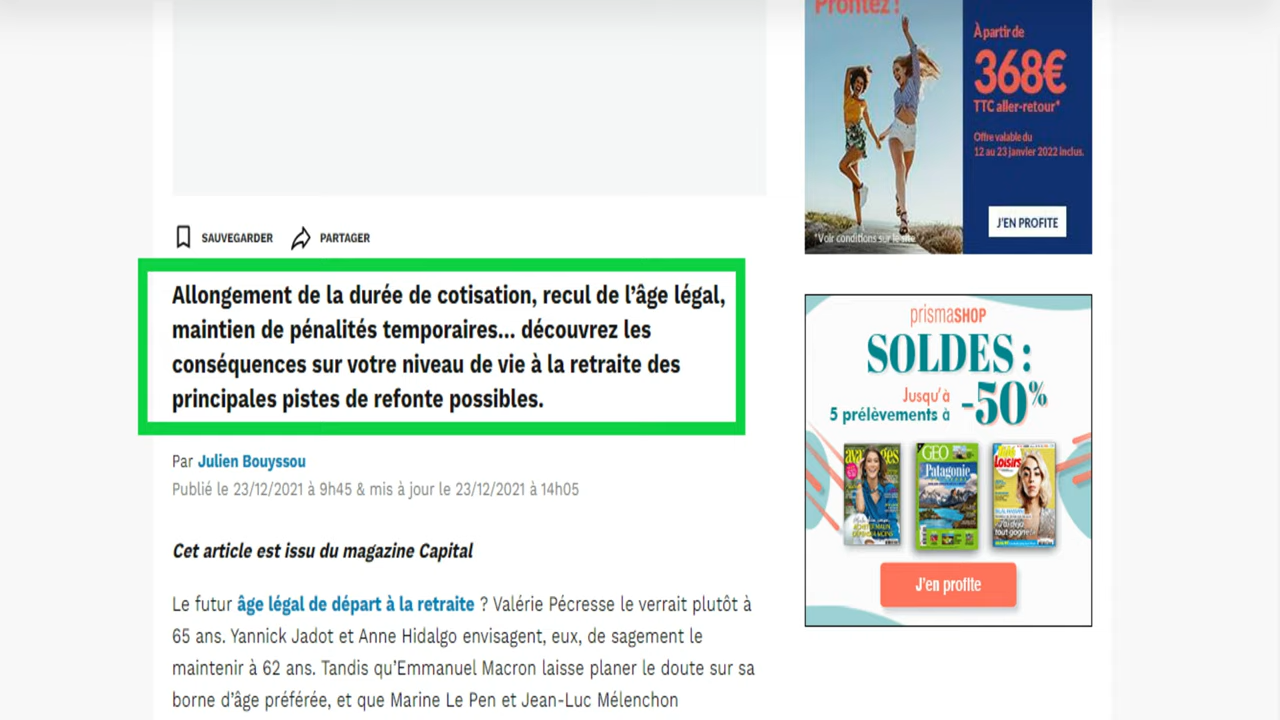 Profitez !
À partir de
368€
TTC aller-retour*
Offre valable du
12 au 23 janvier 2022 inclus.
J'EN PROFITE
*Voir conditions sur le site
SAUVEGARDER
PARTAGER
Allongement de la durée de cotisation, recul de l’âge légal,
maintien de pénalités temporaires... découvrez les
conséquences sur votre niveau de vie à la retraite des
principales pistes de refonte possibles.
Par Julien Bouyssou
Publié le 23/12/2021 à 9h45 & mis à jour le 23/12/2021 à 14h05
Cet article est issu du magazine Capital
Le futur âge légal de départ à la retraite ? Valérie Pécresse le verrait plutôt à
65 ans. Yannick Jadot et Anne Hidalgo envisagent, eux, de sagement le
maintenir à 62 ans. Tandis qu’Emmanuel Macron laisse planer le doute sur sa
borne d’âge préférée, et que Marine Le Pen et Jean-Luc Mélenchon
prismaSHOP
SOLDES :
Jusqu'à
5 prélèvements à
-50%
GEO
Patagonie
Loisirs
J'en profite